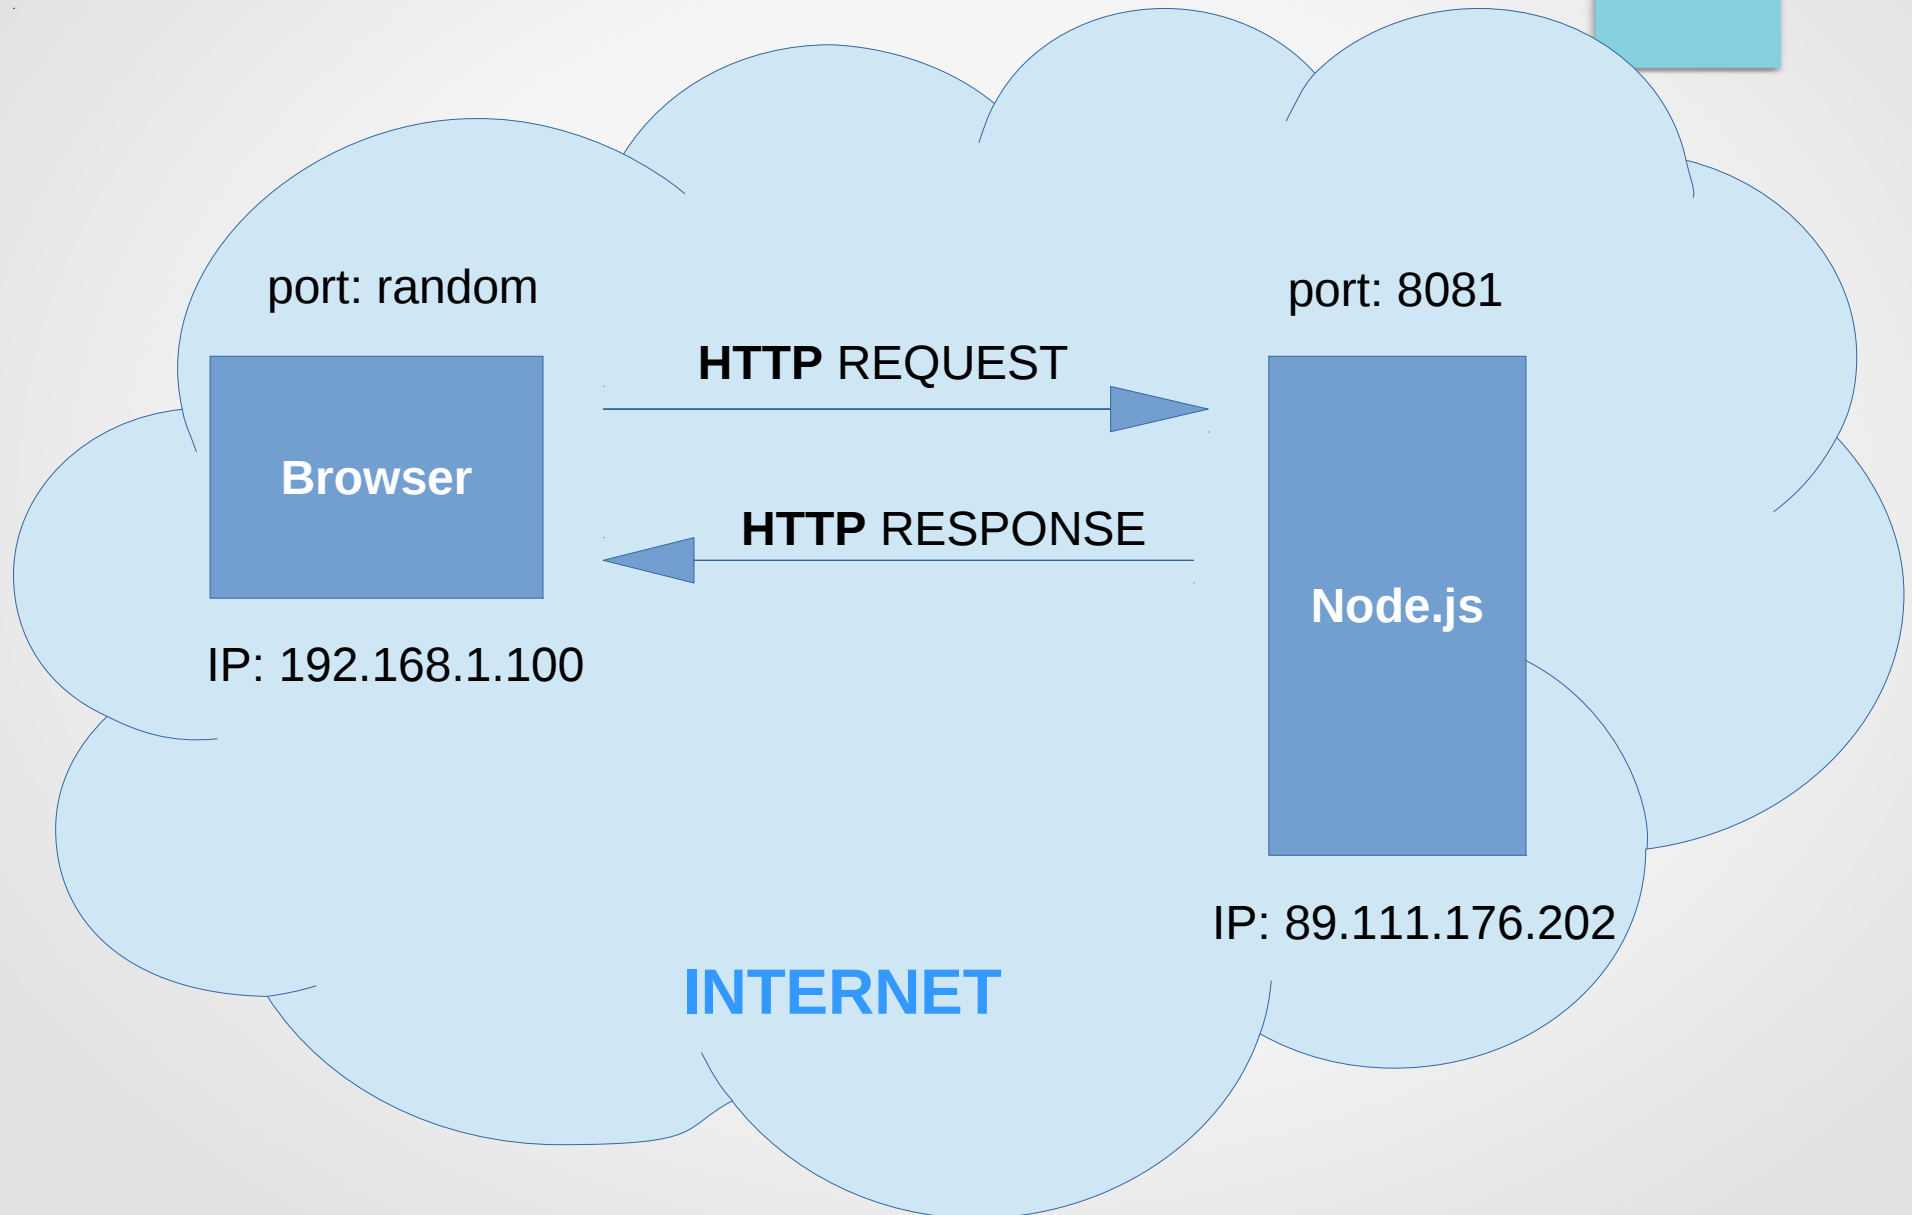 port: random
port: 8081
HTTP REQUEST
Browser
HTTP RESPONSE
Node.js
IP: 192.168.1.100
IP: 89.111.176.202
INTERNET